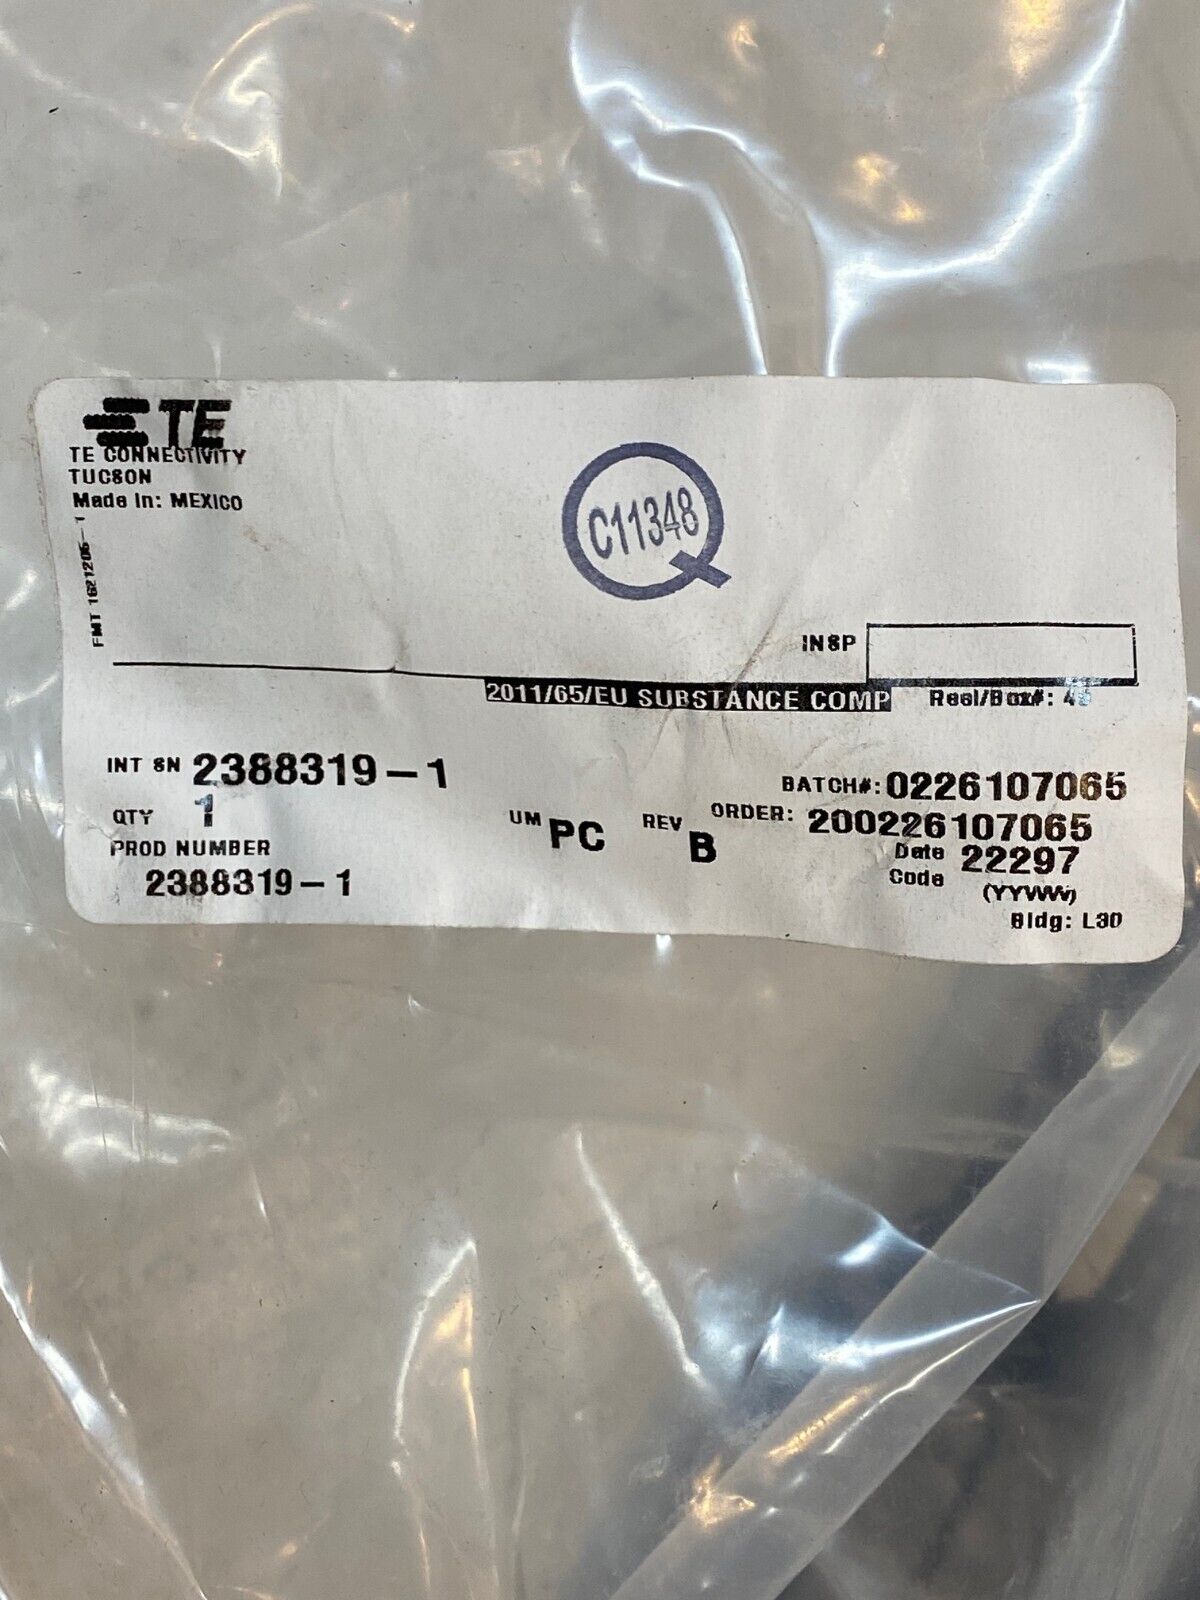 TE
TE CONNECTIVITY
TUCSON
Made In: MEXICO
FMT 1621206-1
C11348
INSP
2011/65/EU SUBSTANCE COMP
Reel/Box#:
INT SN 2388319-1
BATCH#: 0226107065
QTY 1
UM PC REV B
ORDER: 200226107065
PROD NUMBER
2388319-1
Date Code 22297
(YYWW)
Bldg: L30